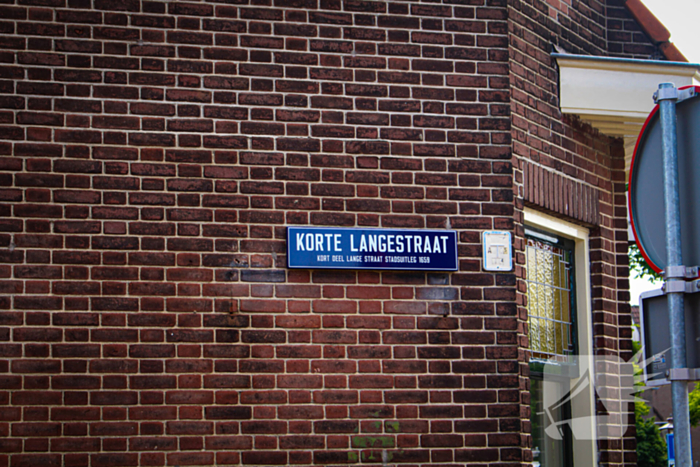 KORTE LANGESTRAAT
KORT DEEL LANGE STRAAT STADSUITLEG 1659